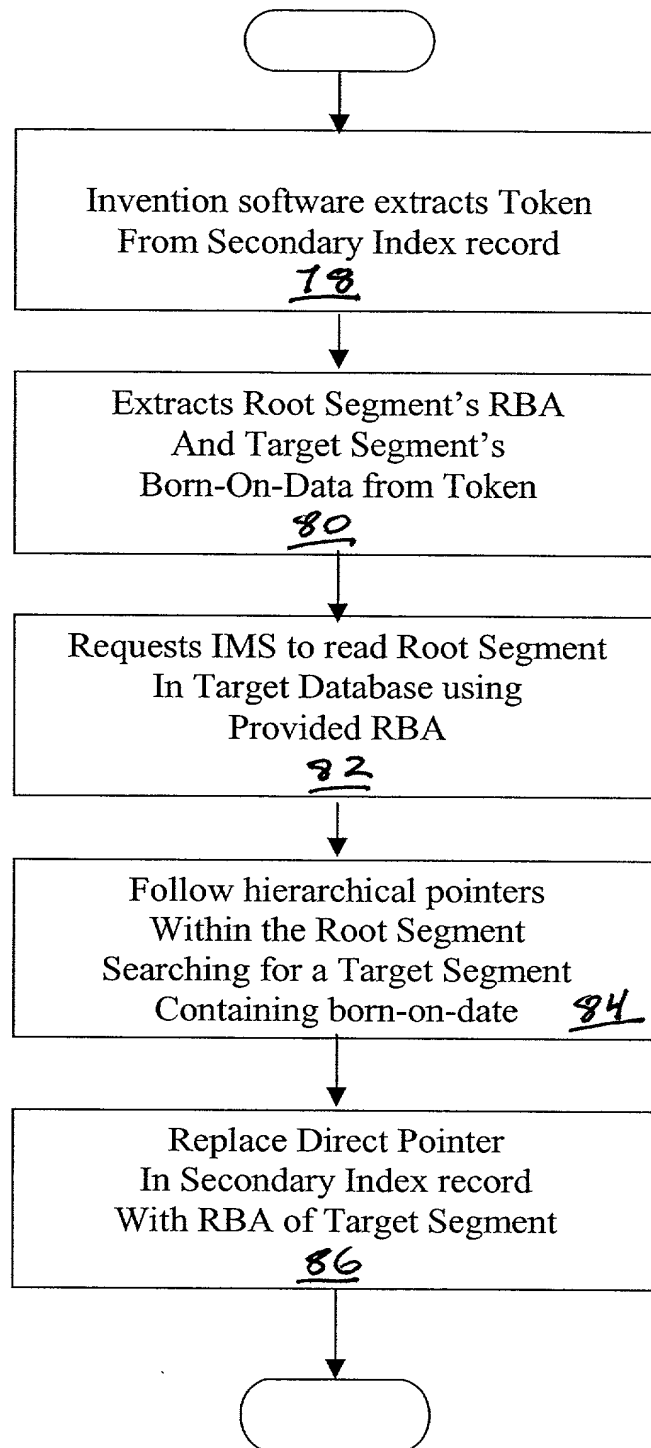 Invention software extracts Token
From Secondary Index record
78
Extracts Root Segment's RBA
And Target Segment's
Born-On-Data from Token
80
Requests IMS to read Root Segment
In Target Database using
Provided RBA
82
Follow hierarchical pointers
Within the Root Segment
Searching for a Target Segment
Containing born-on-date 84
Replace Direct Pointer
In Secondary Index record
With RBA of Target Segment
86